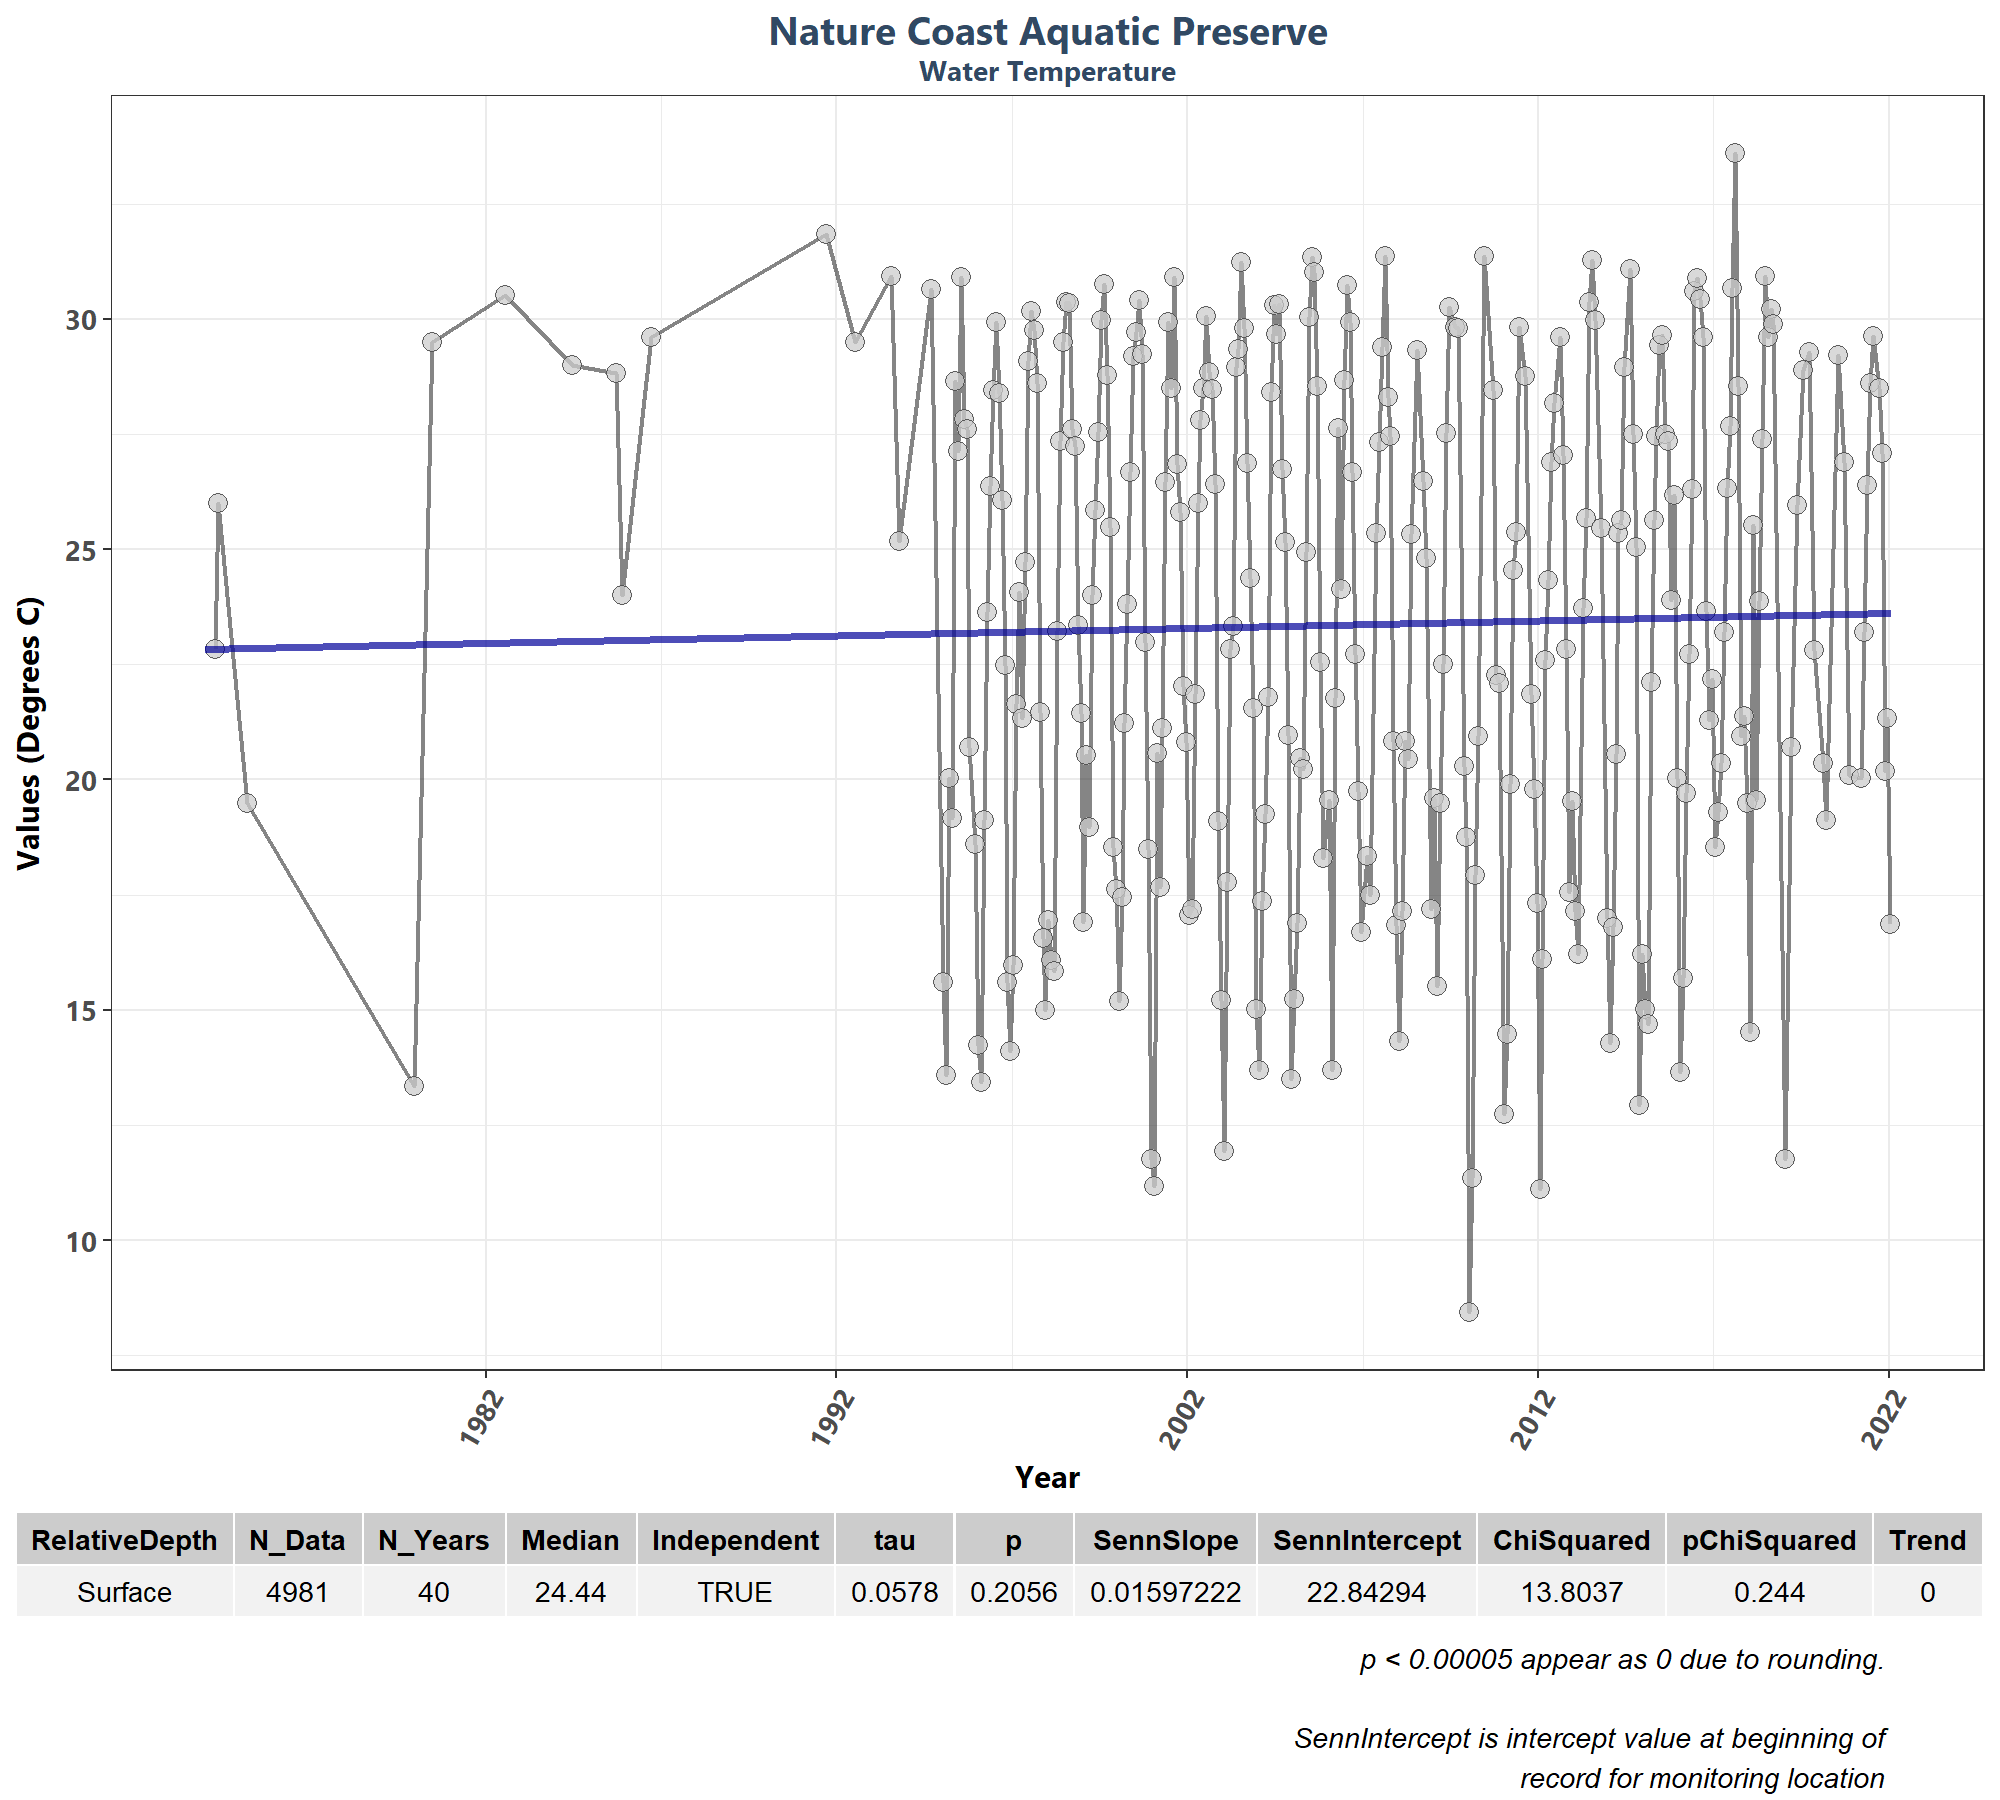 Nature Coast Aquatic Preserve
Water Temperature
Values (Degrees C)
30
25
20
15
10
1982
1992
2002
2012
2022
Year
RelativeDepth N_Data N_Years Median Independent tau p SennSlope SennIntercept ChiSquared pChiSquared Trend
Surface 4981 40 24.44 TRUE 0.0578 0.2056 0.01597222 22.84294 13.8037 0.244 0
p < 0.00005 appear as 0 due to rounding.
SennIntercept is intercept value at beginning of
record for monitoring location